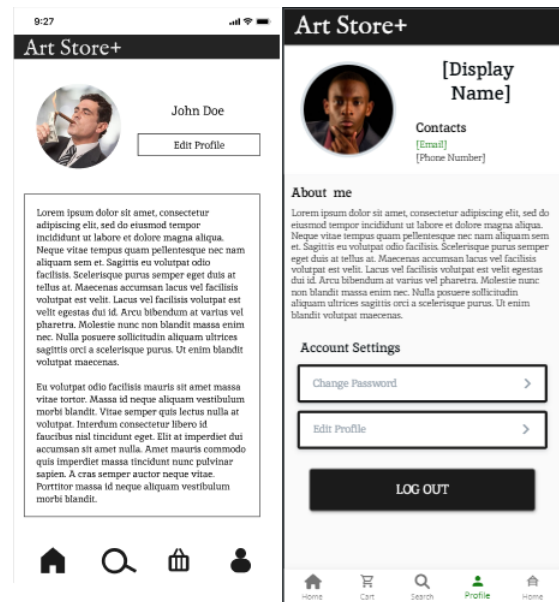 9:27
Art Store+
John Doe
Edit Profile
Lorem ipsum dolor sit amet, consectetur
adipiscing elit, sed do eiusmod tempor
incididunt ut labore et dolore magna aliqua.
Neque vitae tempus quam pellentesque nec nam
aliquam sem et. Sagittis eu volutpat odio
facilisis. Scelerisque purus semper eget duis at
tellus at. Maecenas accumsan lacus vel facilisis
volutpat est velit. Lacus vel facilisis volutpat est
velit egestas dui id. Arcu bibendum at varius vel
pharetra. Molestie nunc non blandit massa enim
nec. Nulla posuere sollicitudin aliquam ultrices
sagittis orci a scelerisque purus. Ut enim blandit
volutpat maecenas.
Eu volutpat odio facilisis mauris sit amet massa
vitae tortor. Massa id neque aliquam vestibulum
morbi blandit. Vitae semper quis lectus nulla at
volutpat. Interdum consectetur libero id
faucibus nisl tincidunt eget. Elit at imperdiet dui
accumsan sit amet nulla. Amet mauris commodo
quis imperdiet massa tincidunt nunc pulvinar
sapien. A cras semper auctor neque vitae.
Porttitor massa id neque aliquam vestibulum
morbi blandit.
Art Store+
[Display
Name]
Contacts
[Email]
[Phone Number]
About me
Lorem ipsum dolor sit amet, consectetur adipiscing elit, sed do
eiusmod tempor incididunt ut labore et dolore magna aliqua.
Neque vitae tempus quam pellentesque nec nam aliquam sem
et. Sagittis eu volutpat odio facilisis. Scelerisque purus semper
eget duis at tellus at. Maecenas accumsan lacus vel facilisis
volutpat est velit. Lacus vel facilisis volutpat est velit egestas
dui id. Arcu bibendum at varius vel pharetra. Molestie nunc
non blandit massa enim nec. Nulla posuere sollicitudin
aliquam ultrices sagittis orci a scelerisque purus. Ut enim
blandit volutpat maecenas.
Account Settings
Change Password
Edit Profile
LOG OUT
Home
Cart
Search
Profile
Home